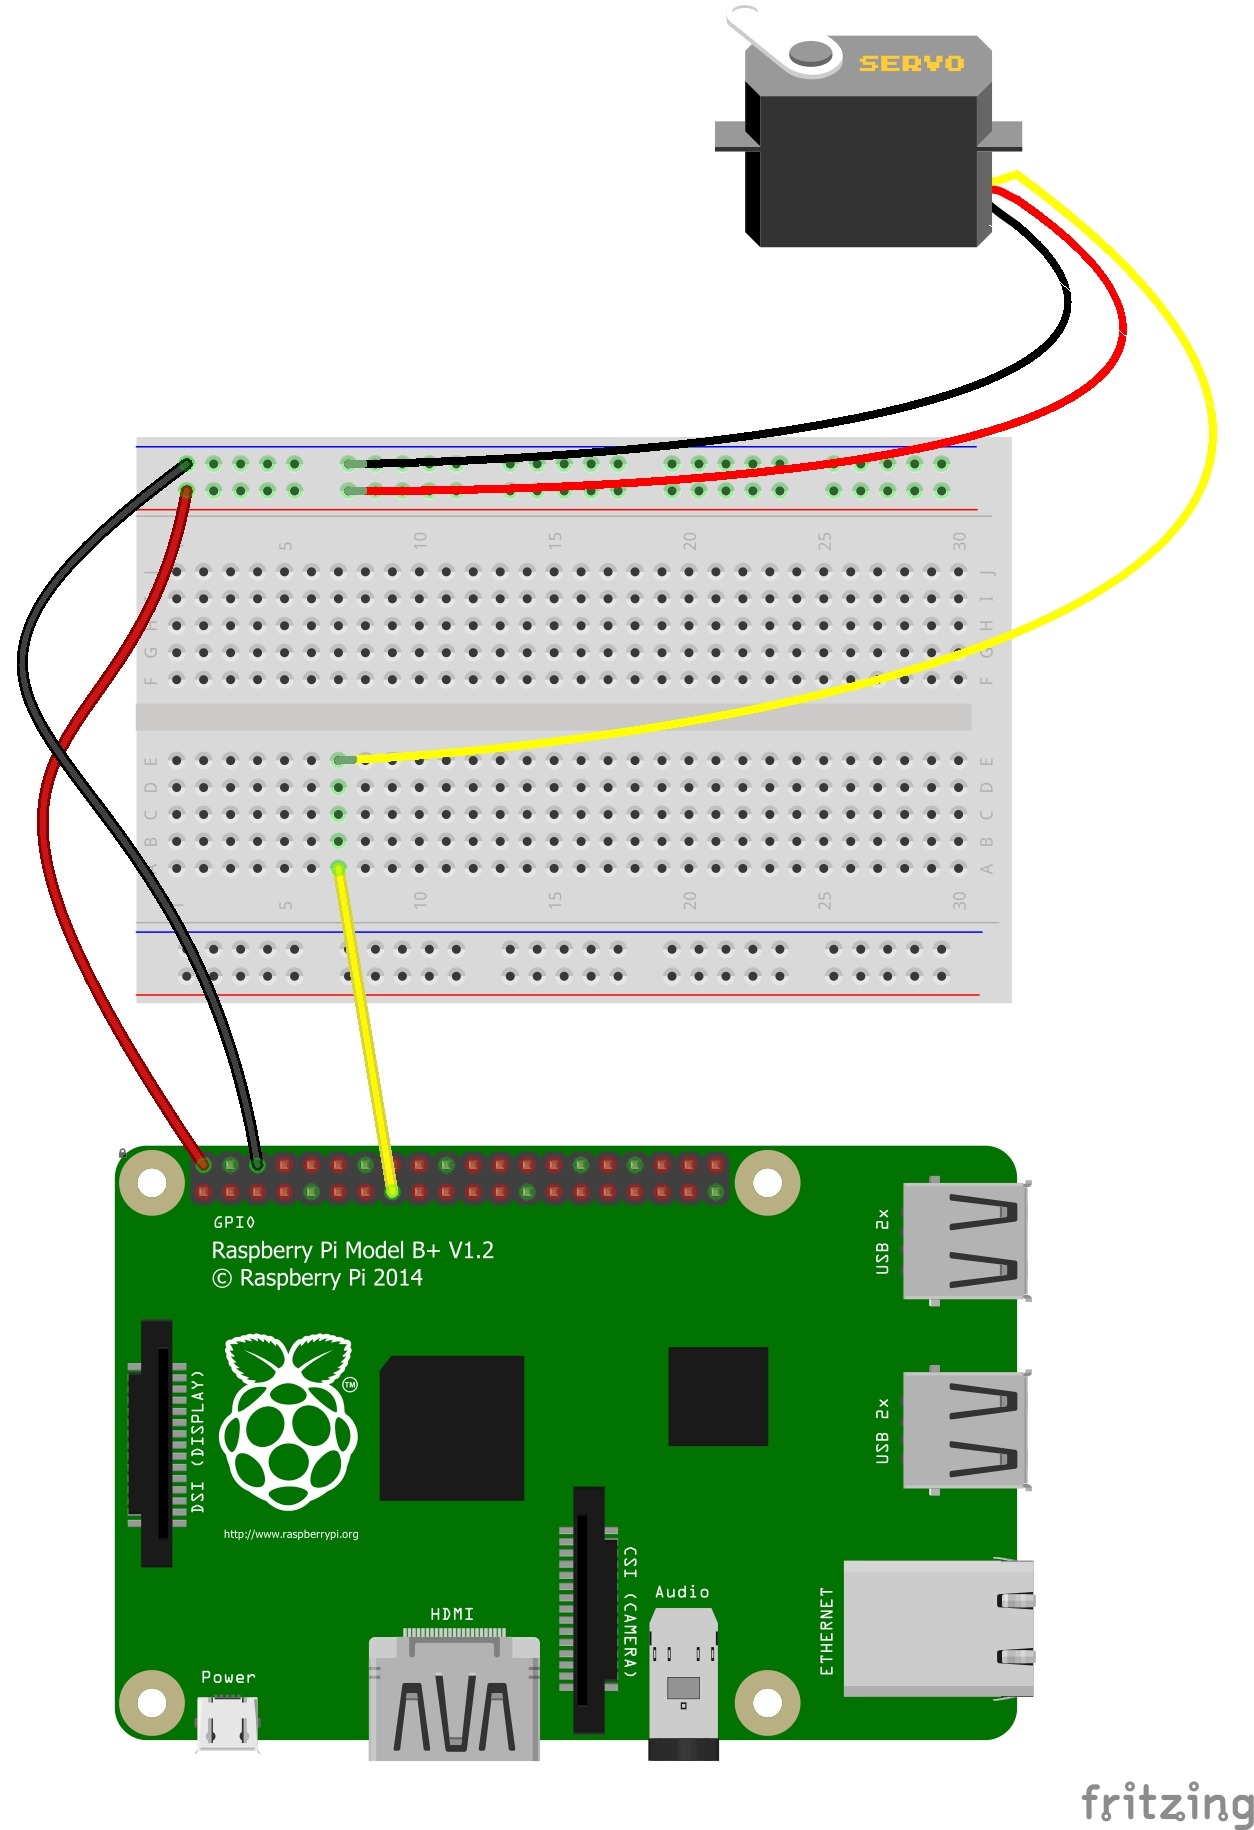 SERVO
5 10 15 20 25 30
J J
I I
H H
G G
F F
E E
D D
C C
B B
A
1 5 10 15 20 25 30
GPIO
Raspberry Pi Model B+ V1.2
© Raspberry Pi 2014
USB 2x
DSI (DISPLAY)
TM
USB 2x
http://www.raspberrypi.org
CSI (CAMERA)
Audio
ETHERNET
HDMI
Power
fritzing